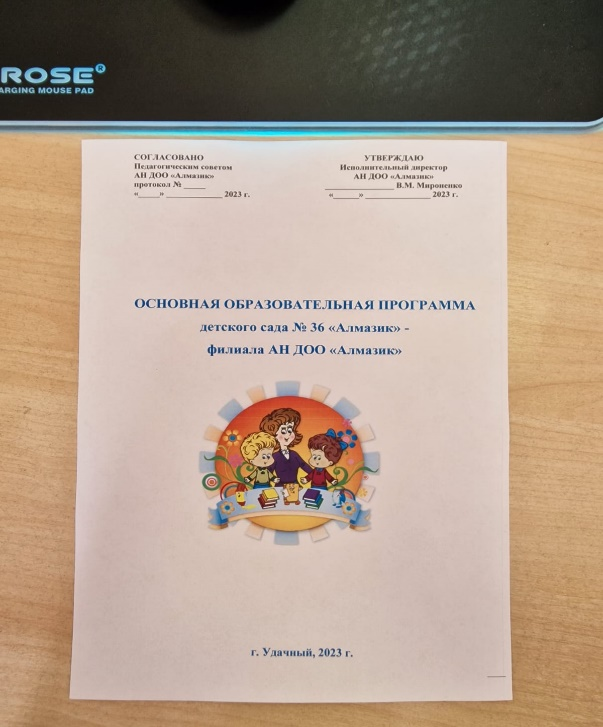 ROSE®
ARGING MOUSE PAD
СОГЛАСОВАНО
Педагогическим советом
АН ДОО «Алмазик»
протокол № _____
«_____» _____________ 2023 г.
УТВЕРЖДАЮ
Исполнительный директор
АН ДОО «Алмазик»
________________ В.М. Мироненко
«______» _______________ 2023 г.
ОСНОВНАЯ ОБРАЗОВАТЕЛЬНАЯ ПРОГРАММА
детского сада № 36 «Алмазик» -
филиала АН ДОО «Алмазик»
г. Удачный, 2023 г.